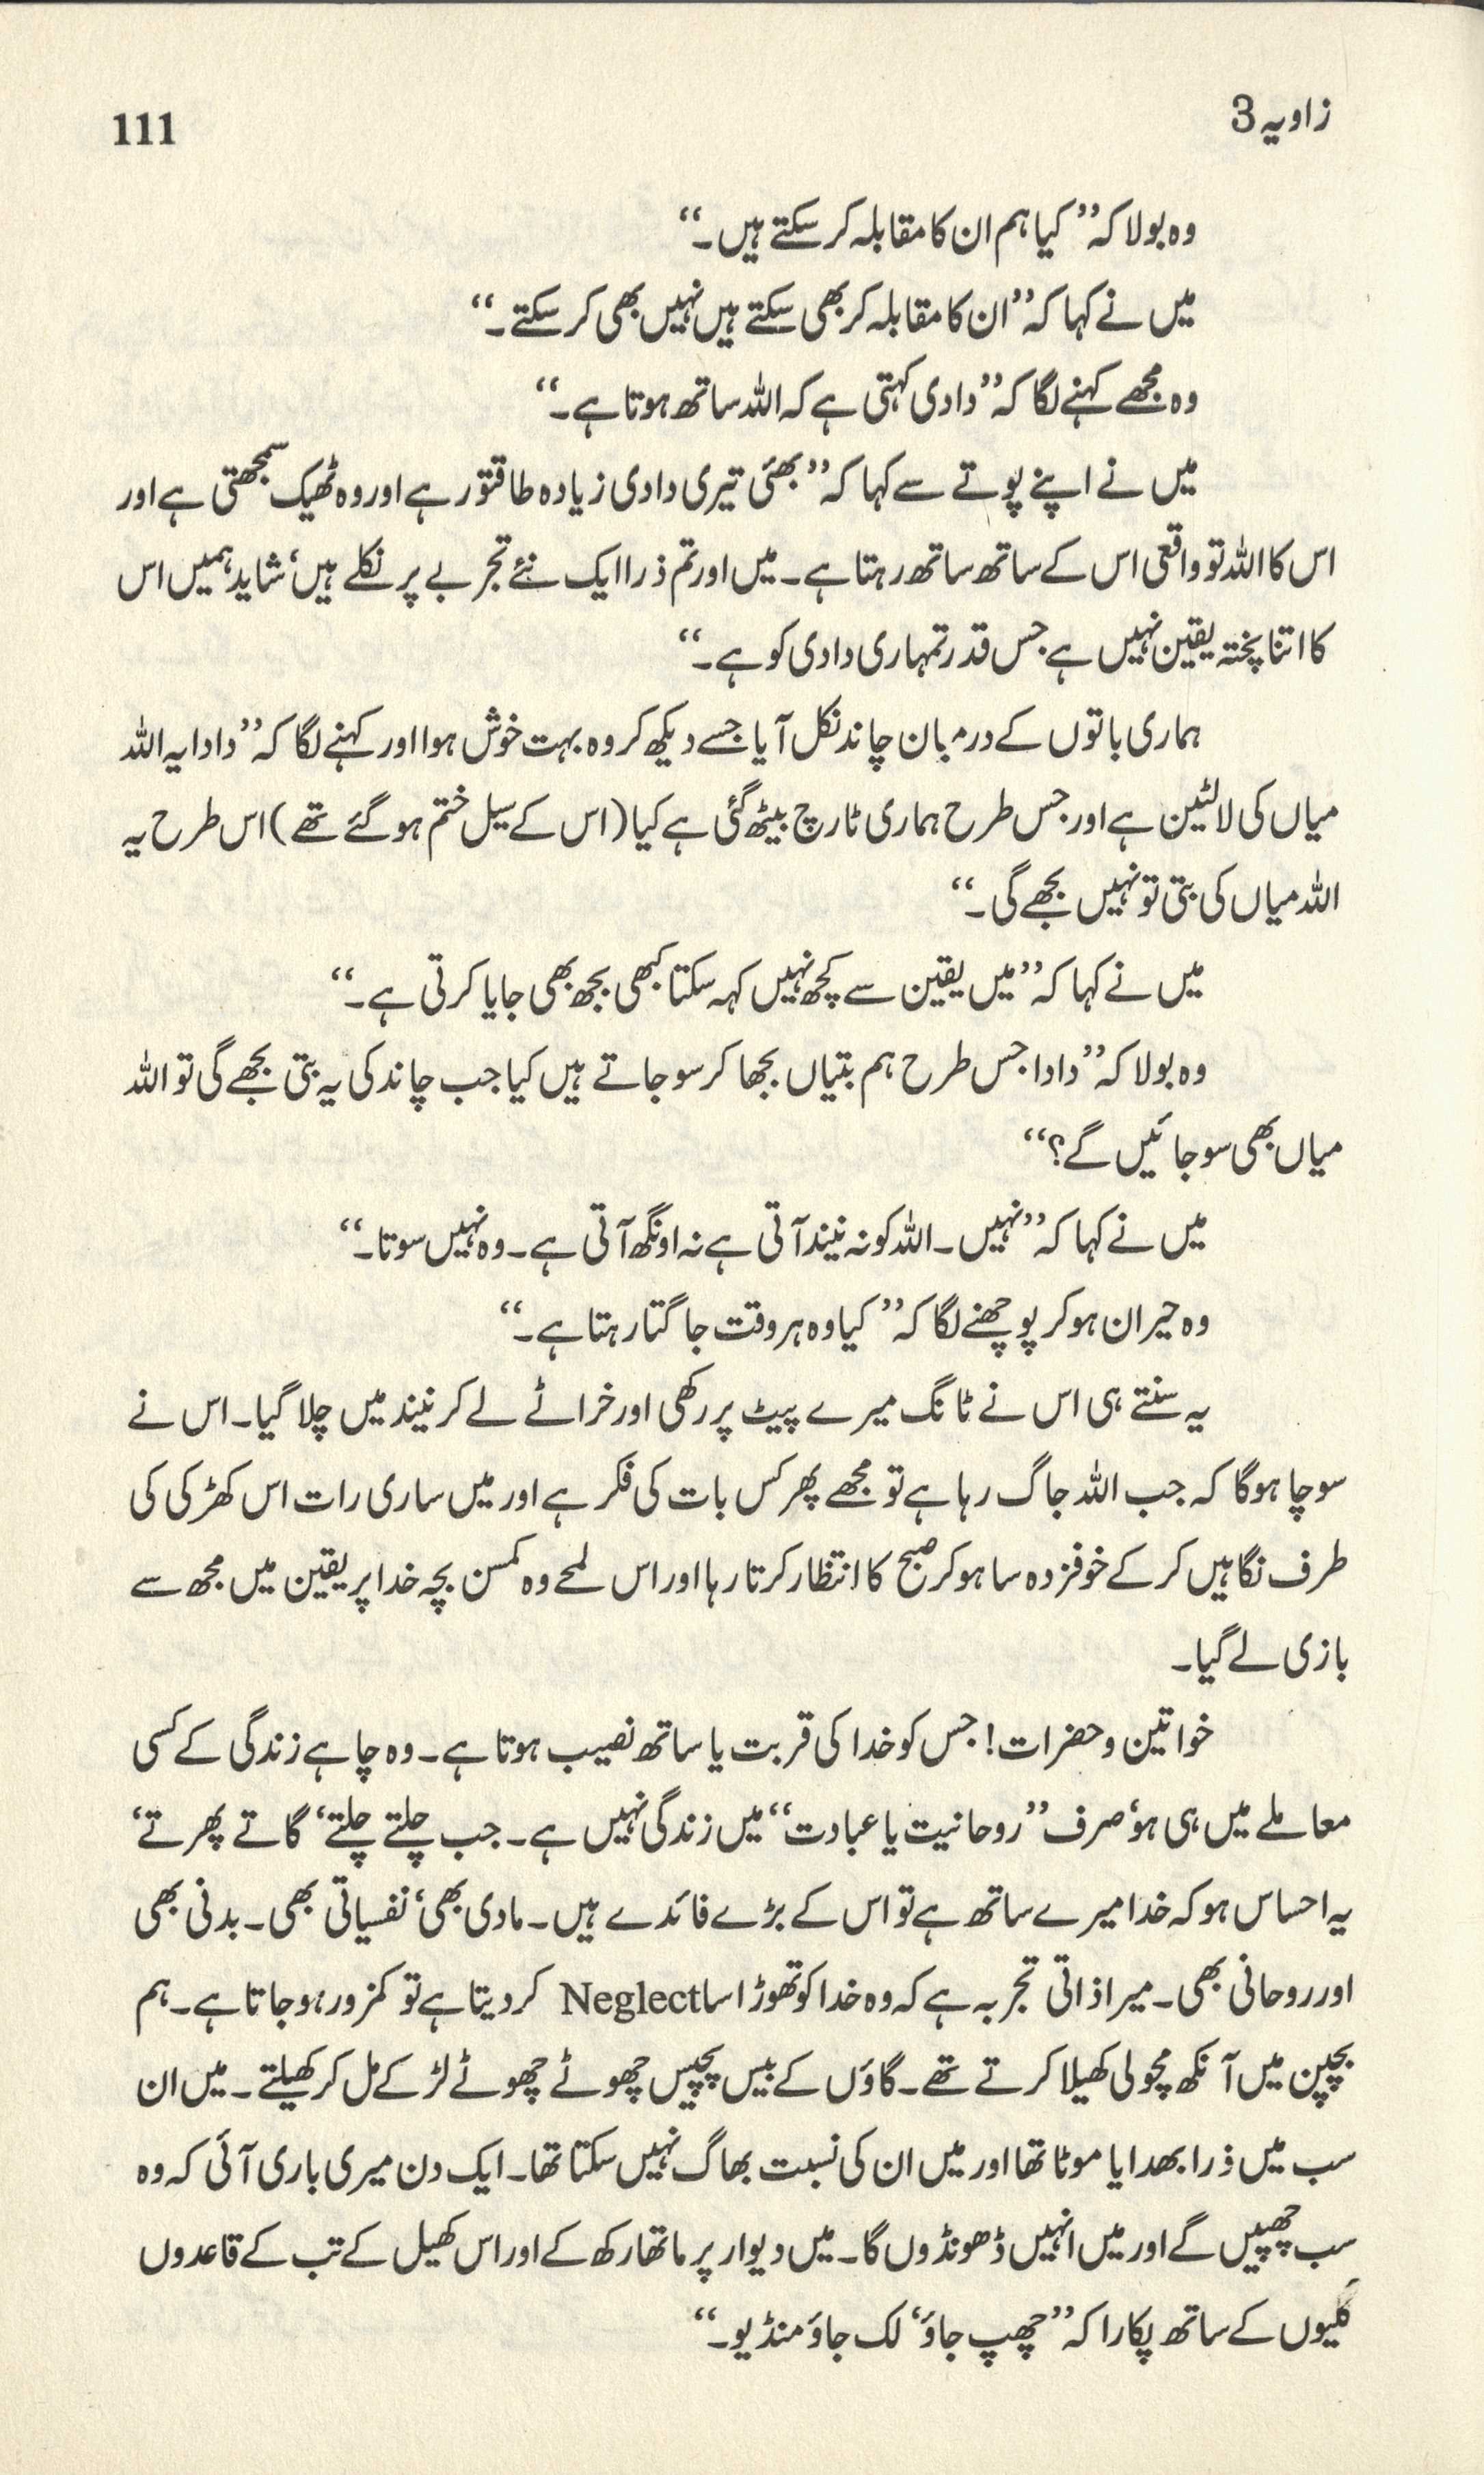 زاویہ 3
111
وہ بولا کہ ’’کیا ہم ان کا مقابلہ کر سکتے ہیں۔‘‘
میں نے کہا کہ ’’ان کا مقابلہ کر بھی سکتے ہیں نہیں بھی کر سکتے۔‘‘
وہ مجھے کہنے لگا کہ ’’دادی کہتی ہے کہ اللہ ساتھ ہوتا ہے۔‘‘
میں نے اپنے پوتے سے کہا کہ ’’بھئی تیری دادی زیادہ طاقتور ہے اور وہ ٹھیک سمجھتی ہے اور
اس کا اللہ تو واقعی اس کے ساتھ ساتھ رہتا ہے۔ میں اور تم ذرا ایک نئے تجربے پر نکلے ہیں‘ شاید ہمیں اس
کا اتنا پختہ یقین نہیں ہے جس قدر تمہاری دادی کو ہے۔‘‘
ہماری باتوں کے درمیان چاند نکل آیا جسے دیکھ کر وہ بہت خوش ہوا اور کہنے لگا کہ ’’دادا یہ اللہ
میاں کی لالٹین ہے اور جس طرح ہماری ٹارچ بیٹھ گئی ہے کیا (اس کے سیل ختم ہو گئے تھے) اس طرح یہ
اللہ میاں کی بتی تو نہیں بجھے گی۔‘‘
میں نے کہا کہ ’’میں یقین سے کچھ نہیں کہہ سکتا کبھی بجھ بھی جایا کرتی ہے۔‘‘
وہ بولا کہ ’’دادا جس طرح ہم بتیاں بجھا کر سو جاتے ہیں کیا جب چاند کی یہ بتی بجھے گی تو اللہ
میاں بھی سو جائیں گے؟‘‘
میں نے کہا کہ ’’نہیں۔ اللہ کو نہ نیند آتی ہے نہ اونگھ آتی ہے۔ وہ نہیں سوتا۔‘‘
وہ حیران ہو کر پوچھنے لگا کہ ’’کیا وہ ہر وقت جاگتا رہتا ہے۔‘‘
یہ سنتے ہی اس نے ٹانگ میرے پیٹ پر رکھی اور خراٹے لے کر نیند میں چلا گیا۔ اس نے
سوچا ہوگا کہ جب اللہ جاگ رہا ہے تو مجھے پھر کس بات کی فکر ہے اور میں ساری رات اس کھڑکی کی
طرف نگاہیں کر کے خوفزدہ سا ہو کر صبح کا انتظار کرتا رہا اور اس لمحے وہ کمسن بچہ خدا پر یقین میں مجھ سے
بازی لے گیا۔
خواتین و حضرات! جس کو خدا کی قربت یا ساتھ نصیب ہوتا ہے۔ وہ چاہے زندگی کے کسی
معاملے میں ہی ہو‘ صرف ’’روحانیت یا عبادت‘‘ میں زندگی نہیں ہے۔ جب چلتے چلتے‘ گاتے پھرتے‘
یہ احساس ہو کہ خدا میرے ساتھ ہے تو اس کے بڑے فائدے ہیں۔ مادی بھی‘ نفسیاتی بھی۔ بدنی بھی
اور روحانی بھی۔ میرا ذاتی تجربہ ہے کہ وہ خدا کو تھوڑا سا Neglect کر دیتا ہے تو کمزور ہو جاتا ہے۔ ہم
بچپن میں آنکھ مچولی کھیلا کرتے تھے۔ گاؤں کے بیس پچیس چھوٹے چھوٹے لڑکے مل کر کھیلتے۔ میں ان
سب میں ذرا بھدا یا موٹا تھا اور میں ان کی نسبت بھاگ نہیں سکتا تھا۔ ایک دن میری باری آئی کہ وہ
سب چھپیں گے اور میں انہیں ڈھونڈوں گا۔ میں دیوار پر ماتھا رکھ کے اور اس کھیل کے تب کے قاعدوں
کلیوں کے ساتھ پکارا کہ ’’چھپ جاؤ‘ لک جاؤ منڈیو۔‘‘